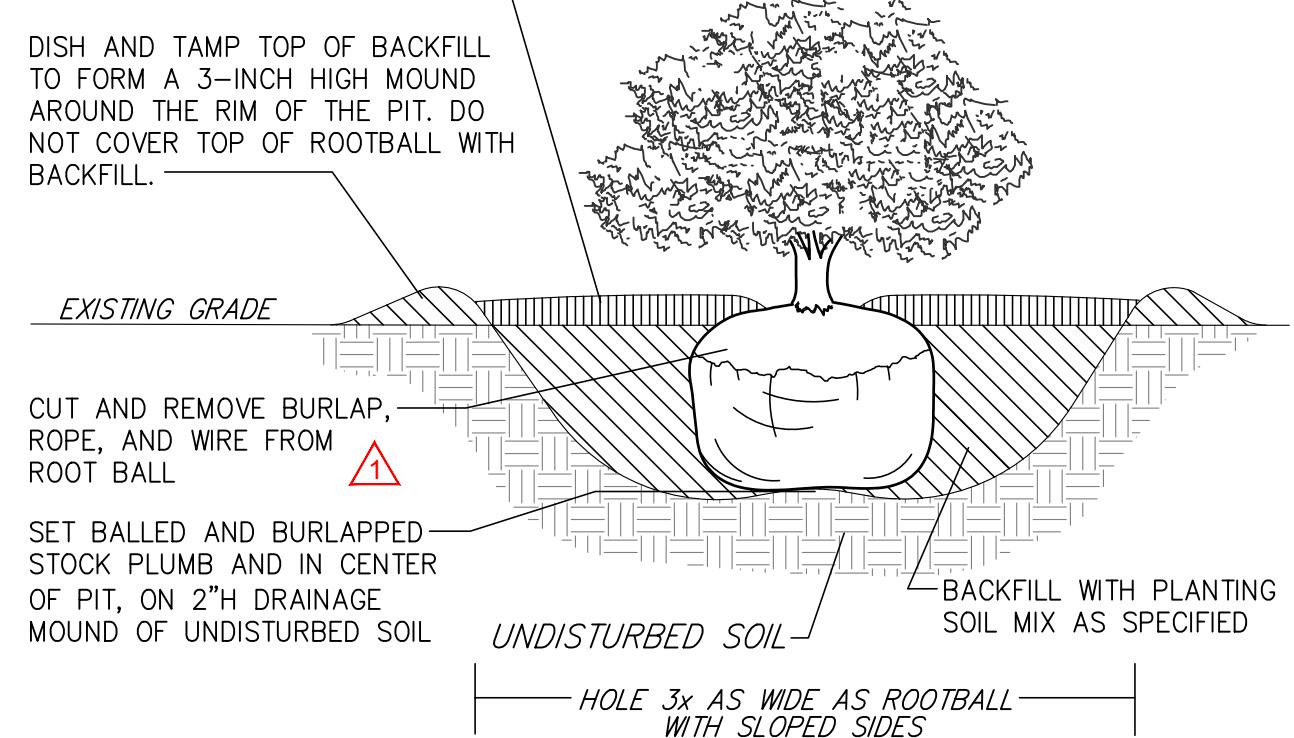 DISH AND TAMP TOP OF BACKFILL
TO FORM A 3-INCH HIGH MOUND
AROUND THE RIM OF THE PIT. DO
NOT COVER TOP OF ROOTBALL WITH
BACKFILL.
EXISTING GRADE
CUT AND REMOVE BURLAP,
ROPE, AND WIRE FROM
ROOT BALL
1
SET BALLED AND BURLAPPED
STOCK PLUMB AND IN CENTER
OF PIT, ON 2"H DRAINAGE
MOUND OF UNDISTURBED SOIL
BACKFILL WITH PLANTING
SOIL MIX AS SPECIFIED
UNDISTURBED SOIL
HOLE 3x AS WIDE AS ROOTBALL
WITH SLOPED SIDES